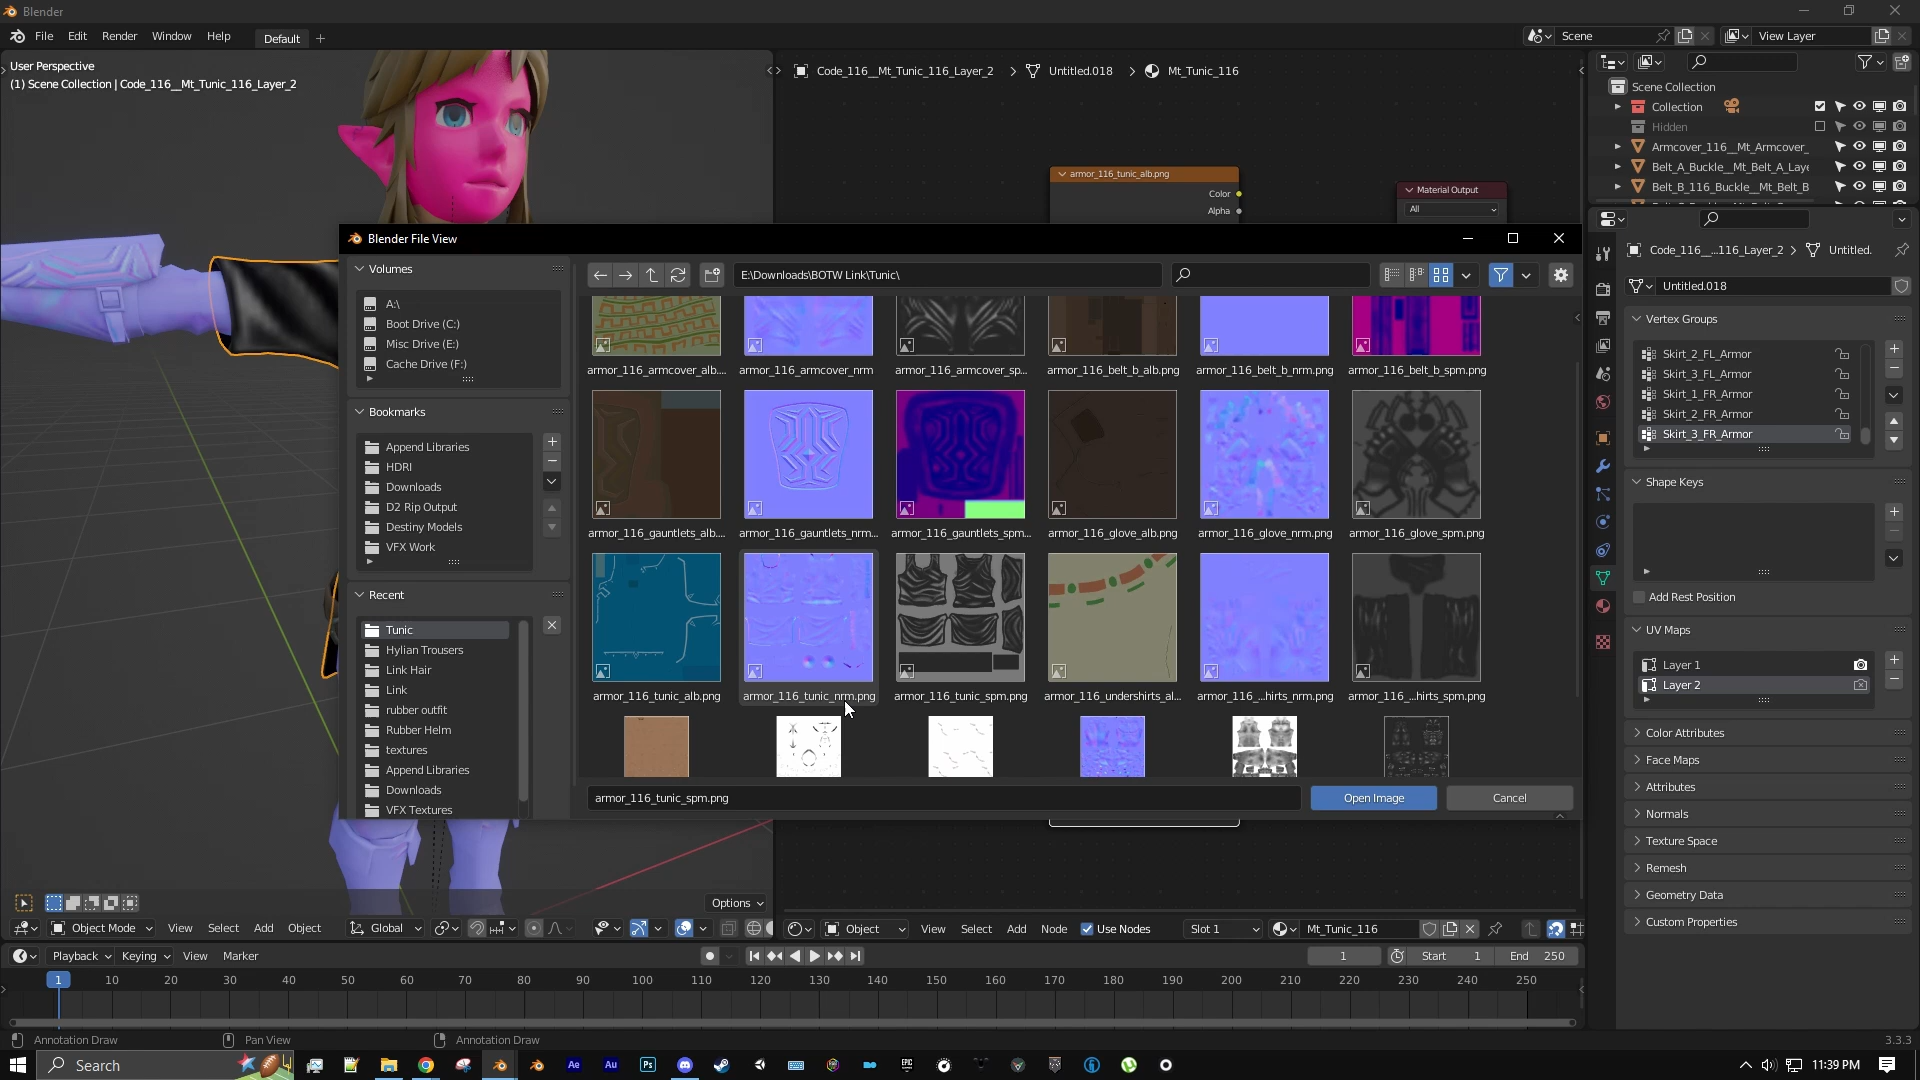 Blender
File Edit Render Window Help Default
Scene View Layer
User Perspective
(1) Scene Collection | Code_116__Mt_Tunic_116_Layer_2
Code_116__Mt_Tunic_116_Layer_2 Untitled.018 Mt_Tunic_116
armor_116_tunic_alb.png
Color
Alpha
Material Output
All
Scene Collection
Collection
Hidden
Armcover_116__Mt_Armcover_
Belt_A_Buckle__Mt_Belt_A_Laye
Belt_B_116_Buckle__Mt_Belt_B
Blender File View
Volumes
A:\
Boot Drive (C:)
Misc Drive (E:)
Cache Drive (F:)
Bookmarks
Append Libraries
HDRI
Downloads
D2 Rip Output
Destiny Models
VFX Work
Recent
Tunic
Hylian Trousers
Link Hair
Link
rubber outfit
Rubber Helm
textures
Append Libraries
Downloads
VFX Textures
E:\Downloads\BOTW Link\Tunic\
armor_116_armcover_alb.... armor_116_armcover_nrm armor_116_armcover_sp... armor_116_belt_b_alb.png armor_116_belt_b_nrm.png armor_116_belt_b_spm.png
armor_116_gauntlets_alb.... armor_116_gauntlets_nrm... armor_116_gauntlets_spm... armor_116_glove_alb.png armor_116_glove_nrm.png armor_116_glove_spm.png
armor_116_tunic_alb.png armor_116_tunic_nrm.png armor_116_tunic_spm.png armor_116_undershirts_al... armor_116_...hirts_nrm.png armor_116_...hirts_spm.png
armor_116_tunic_spm.png
Open Image Cancel
Code_116__...116_Layer_2 Untitled.
Untitled.018
Vertex Groups
Skirt_2_FL_Armor
Skirt_3_FL_Armor
Skirt_1_FR_Armor
Skirt_2_FR_Armor
Skirt_3_FR_Armor
Shape Keys
Add Rest Position
UV Maps
Layer 1
Layer 2
Color Attributes
Face Maps
Attributes
Normals
Texture Space
Remesh
Geometry Data
Custom Properties
Options
Object Mode View Select Add Object Global
Object View Select Add Node Use Nodes Slot 1 Mt_Tunic_116
Playback Keying View Marker
1 Start 1 End 250
1 10 20 30 40 50 60 70 80 90 100 110 120 130 140 150 160 170 180 190 200 210 220 230 240 250
Annotation Draw Pan View Annotation Draw
3.3.3
Search
Ae Au Ps EPIC
11:39 PM